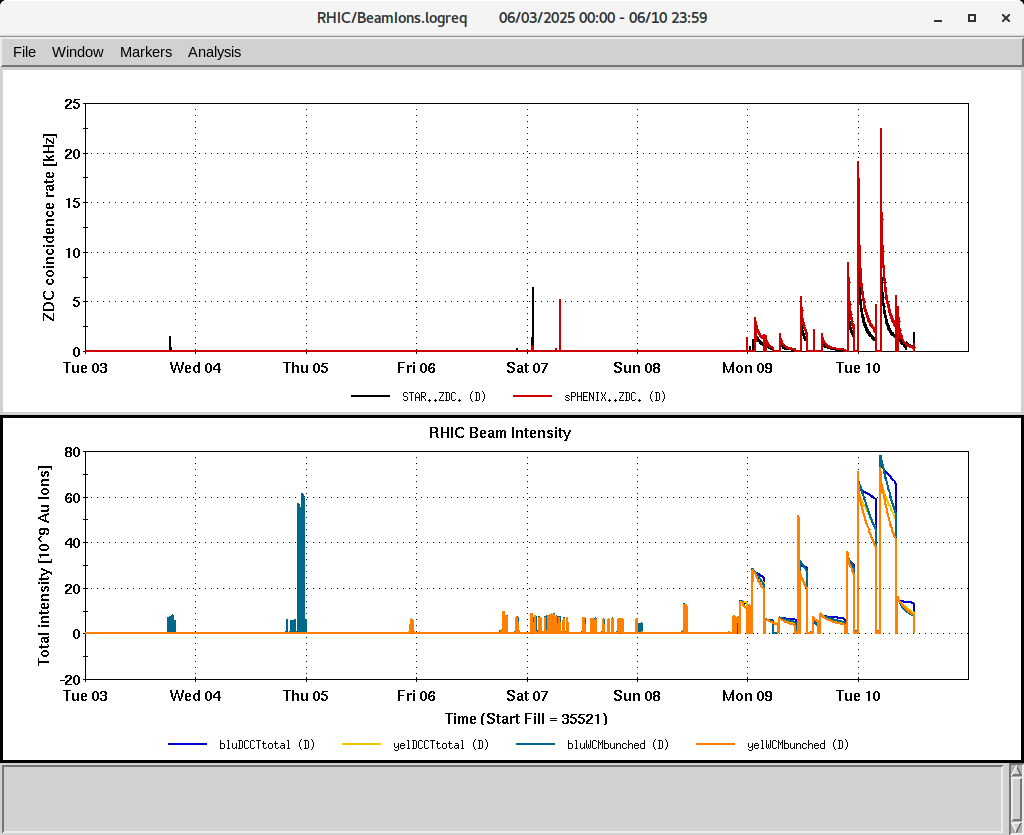 RHIC/BeamIons.logreq 06/03/2025 00:00 - 06/10 23:59
File Window Markers Analysis
ZDC coincidence rate [kHz]
25
20
15
10
5
0
Tue 03 Wed 04 Thu 05 Fri 06 Sat 07 Sun 08 Mon 09 Tue 10
STAR..ZDC. (D) sPHENIX..ZDC. (D)
RHIC Beam Intensity
Total intensity [10^9 Au Ions]
80
60
40
20
0
-20
Tue 03 Wed 04 Thu 05 Fri 06 Sat 07 Sun 08 Mon 09 Tue 10
Time (Start Fill = 35521)
bluDCCTtotal (D) yelDCCTtotal (D) bluWCMbunched (D) yelWCMbunched (D)